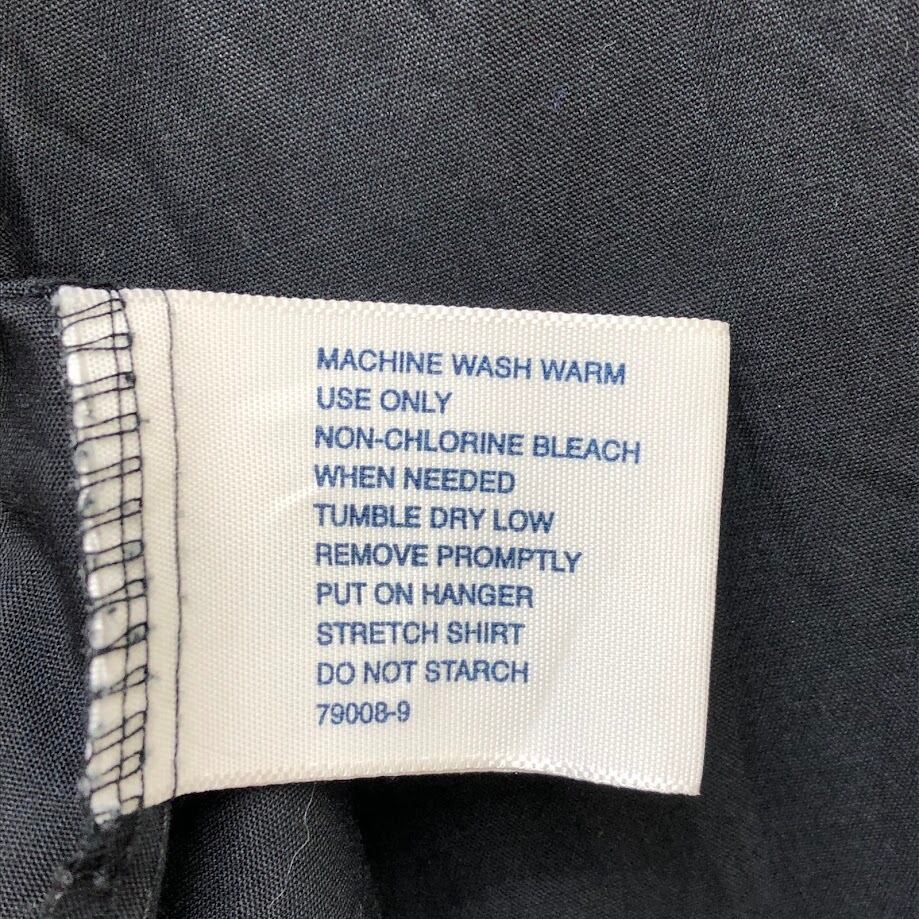 MACHINE WASH WARM
USE ONLY
NON-CHLORINE BLEACH
WHEN NEEDED
TUMBLE DRY LOW
REMOVE PROMPTLY
PUT ON HANGER
STRETCH SHIRT
DO NOT STARCH
79008-9